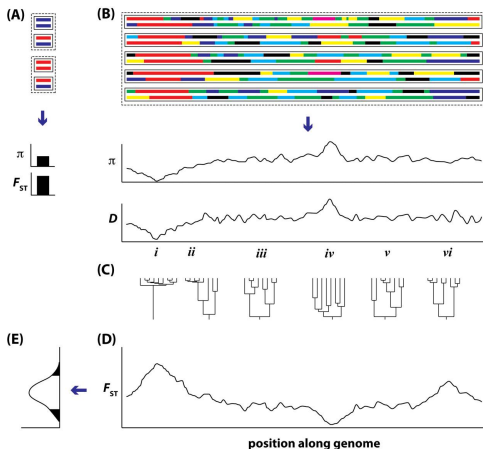 (A)
(B)
π
F_ST
π
D
i ii iii iv v vi
(C)
(E)
(D)
F_ST
position along genome